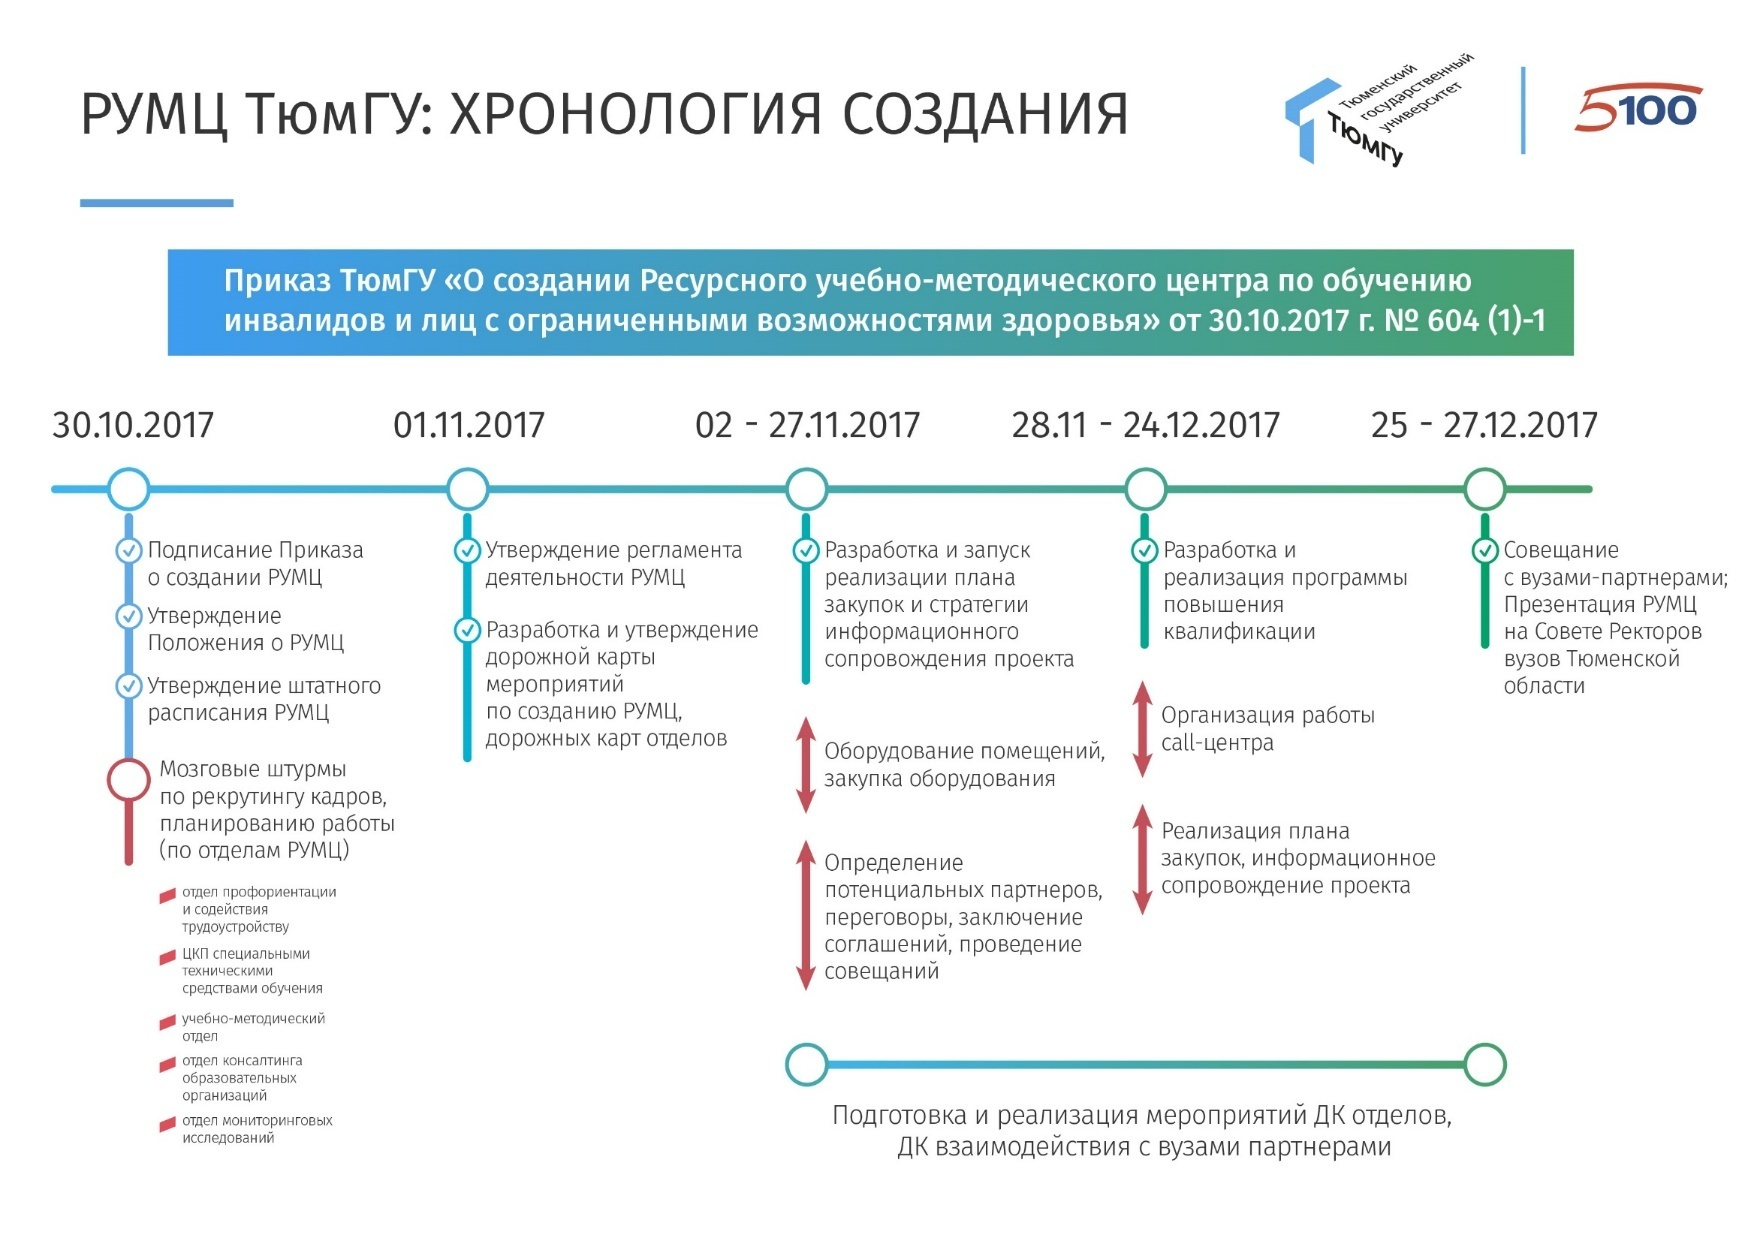 РУМЦ ТюмГУ: ХРОНОЛОГИЯ СОЗДАНИЯ
Тюменский
государственный
университет
ТЮМГУ
5100
Приказ ТюмГУ «О создании Ресурсного учебно-методического центра по обучению
инвалидов и лиц с ограниченными возможностями здоровья» от 30.10.2017 г. № 604 (1)-1
30.10.2017
Подписание Приказа
о создании РУМЦ
Утверждение
Положения о РУМЦ
Утверждение штатного
расписания РУМЦ
Мозговые штурмы
по рекрутингу кадров,
планированию работы
(по отделам РУМЦ)
отдел профориентации
и содействия
трудоустройству
ЦКП специальными
техническими
средствами обучения
учебно-методический
отдел
отдел консалтинга
образовательных
организаций
отдел мониторинговых
исследований
01.11.2017
Утверждение регламента
деятельности РУМЦ
Разработка и утверждение
дорожной карты
мероприятий
по созданию РУМЦ,
дорожных карт отделов
02 - 27.11.2017
Разработка и запуск
реализации плана
закупок и стратегии
информационного
сопровождения проекта
Оборудование помещений,
закупка оборудования
Определение
потенциальных партнеров,
переговоры, заключение
соглашений, проведение
совещаний
28.11 - 24.12.2017
Разработка и
реализация программы
повышения
квалификации
Организация работы
call-центра
Реализация плана
закупок, информационное
сопровождение проекта
25 - 27.12.2017
Совещание
с вузами-партнерами;
Презентация РУМЦ
на Совете Ректоров
вузов Тюменской
области
Подготовка и реализация мероприятий ДК отделов,
ДК взаимодействия с вузами партнерами